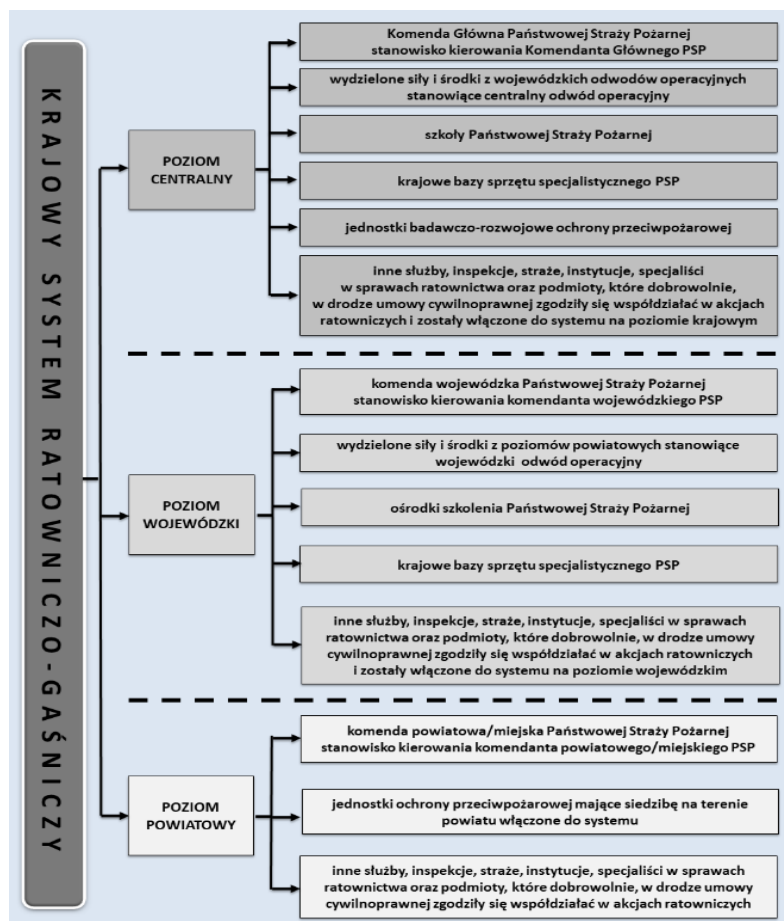 KRAJOWY SYSTEM RATOWNICZO-GAŚNICZY
POZIOM
CENTRALNY
Komenda Główna Państwowej Straży Pożarnej
stanowisko kierowania Komendanta Głównego PSP
wydzielone siły i środki z wojewódzkich odwodów operacyjnych
stanowiące centralny odwód operacyjny
szkoły Państwowej Straży Pożarnej
krajowe bazy sprzętu specjalistycznego PSP
jednostki badawczo-rozwojowe ochrony przeciwpożarowej
inne służby, inspekcje, straże, instytucje, specjaliści
w sprawach ratownictwa oraz podmioty, które dobrowolnie,
w drodze umowy cywilnoprawnej zgodziły się współdziałać w akcjach
ratowniczych i zostały włączone do systemu na poziomie krajowym
POZIOM
WOJEWÓDZKI
komenda wojewódzka Państwowej Straży Pożarnej
stanowisko kierowania komendanta wojewódzkiego PSP
wydzielone siły i środki z poziomów powiatowych stanowiące
wojewódzki odwód operacyjny
ośrodki szkolenia Państwowej Straży Pożarnej
krajowe bazy sprzętu specjalistycznego PSP
inne służby, inspekcje, straże, instytucje, specjaliści w sprawach
ratownictwa oraz podmioty, które dobrowolnie, w drodze umowy
cywilnoprawnej zgodziły się współdziałać w akcjach ratowniczych
i zostały włączone do systemu na poziomie wojewódzkim
POZIOM
POWIATOWY
komenda powiatowa/miejska Państwowej Straży Pożarnej
stanowisko kierowania komendanta powiatowego/miejskiego PSP
jednostki ochrony przeciwpożarowej mające siedzibę na terenie
powiatu włączone do systemu
inne służby, inspekcje, straże, instytucje, specjaliści w sprawach
ratownictwa oraz podmioty, które dobrowolnie, w drodze umowy
cywilnoprawnej zgodziły się współdziałać w akcjach ratowniczych